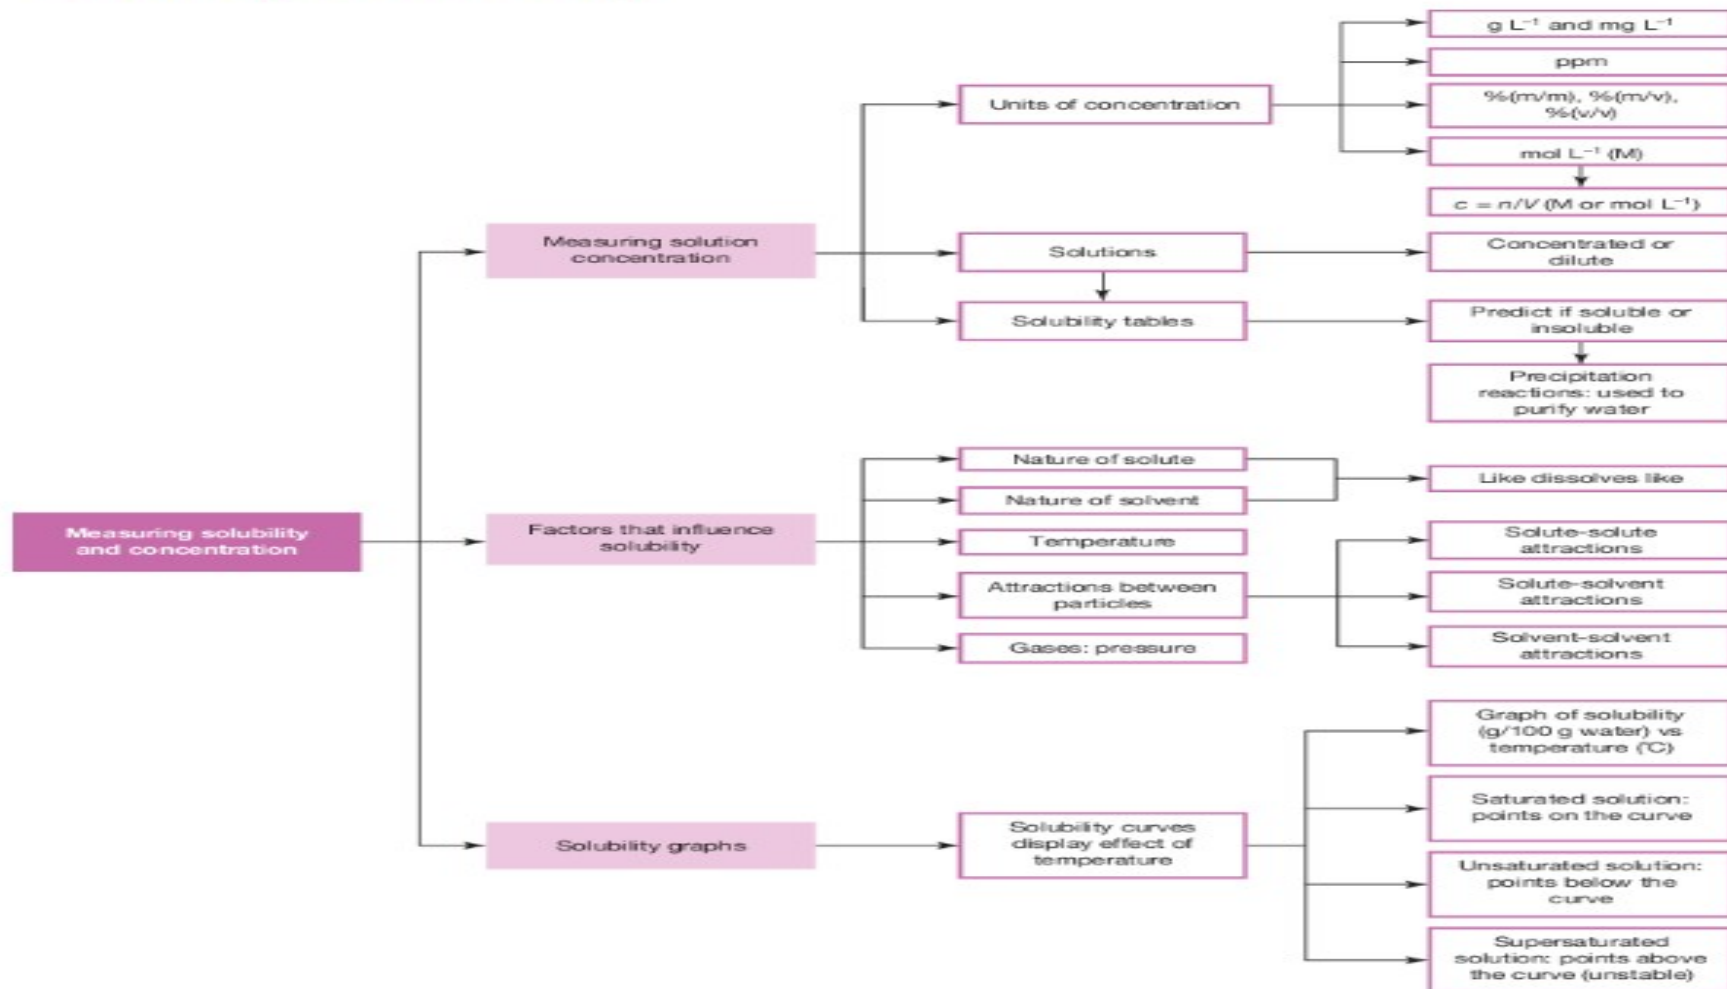 g L⁻¹ and mg L⁻¹
ppm
Units of concentration
%(m/m), %(m/v),
%(v/v)
mol L⁻¹ (M)
c = n/V (M or mol L⁻¹)
Measuring solution
concentration
Solutions
Concentrated or
dilute
Solubility tables
Predict if soluble or
insoluble
Precipitation
reactions: used to
purify water
Measuring solubility
and concentration
Factors that influence
solubility
Nature of solute
Nature of solvent
Like dissolves like
Temperature
Attractions between
particles
Gases: pressure
Solute-solute
attractions
Solute-solvent
attractions
Solvent-solvent
attractions
Solubility graphs
Solubility curves
display effect of
temperature
Graph of solubility
(g/100 g water) vs
temperature (°C)
Saturated solution:
points on the curve
Unsaturated solution:
points below the
curve
Supersaturated
solution: points above
the curve (unstable)